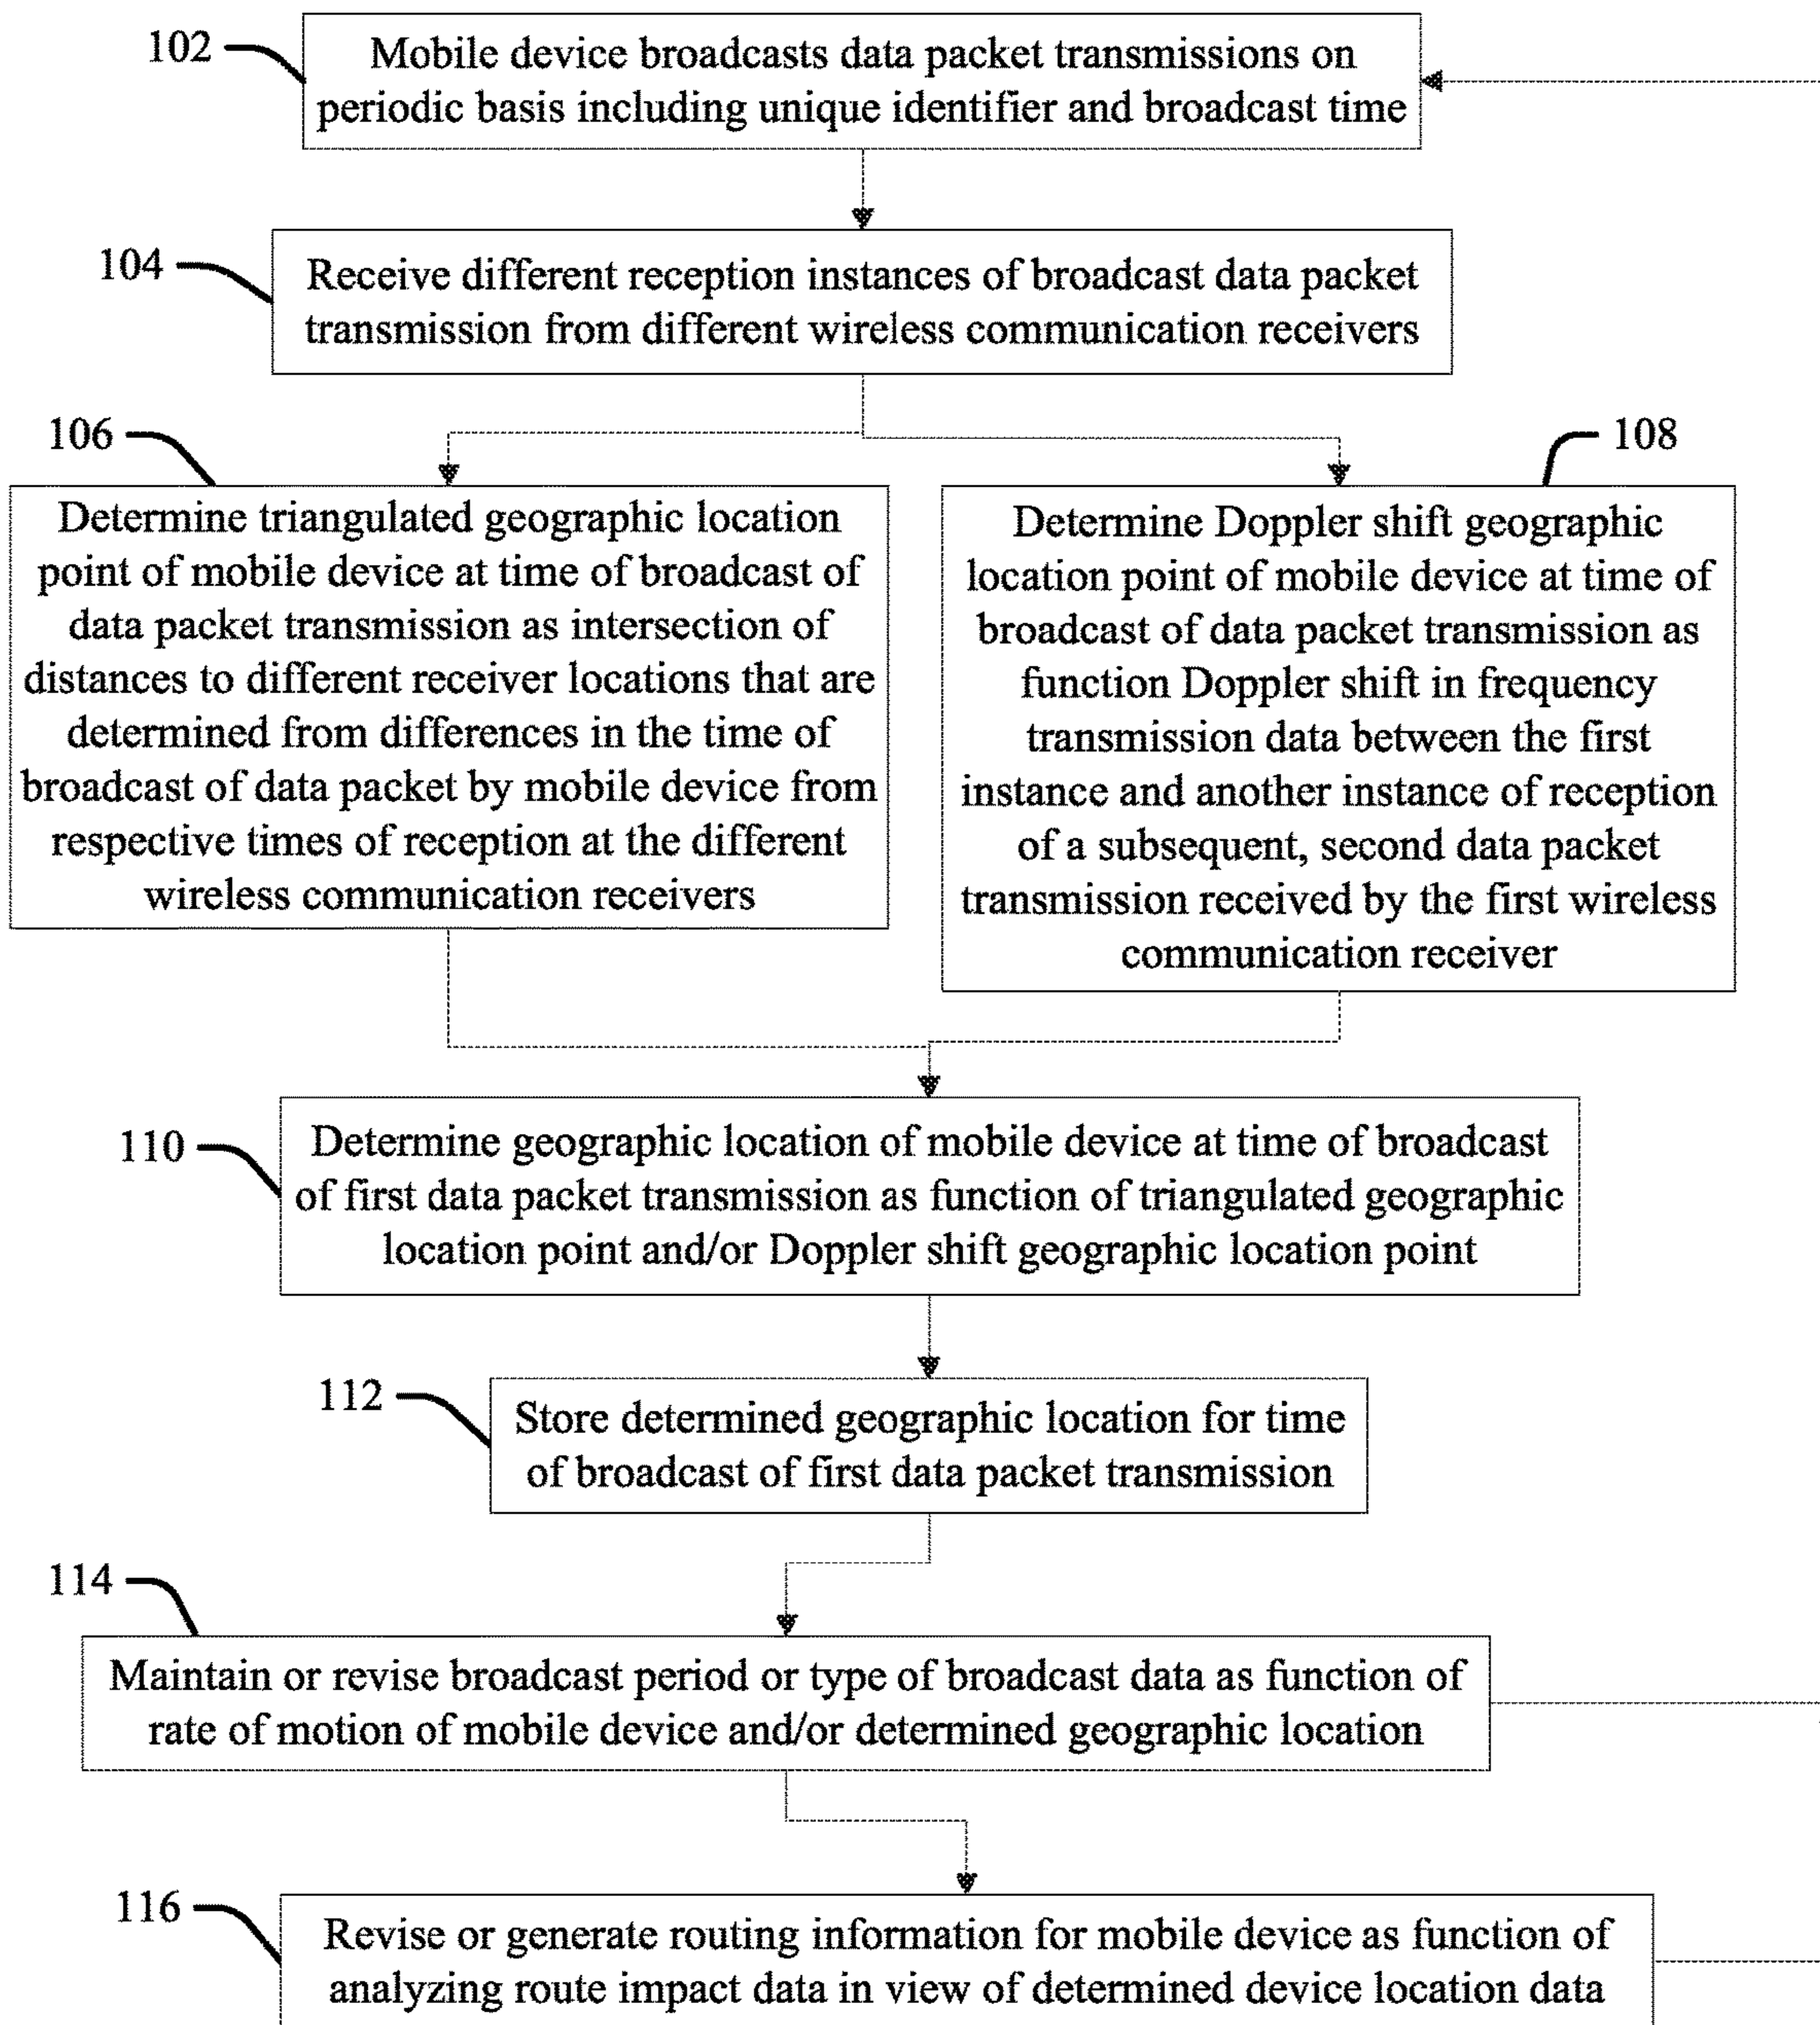 102
Mobile device broadcasts data packet transmissions on
periodic basis including unique identifier and broadcast time
104
Receive different reception instances of broadcast data packet
transmission from different wireless communication receivers
106
Determine triangulated geographic location
point of mobile device at time of broadcast of
data packet transmission as intersection of
distances to different receiver locations that are
determined from differences in the time of
broadcast of data packet by mobile device from
respective times of reception at the different
wireless communication receivers
108
Determine Doppler shift geographic
location point of mobile device at time of
broadcast of data packet transmission as
function Doppler shift in frequency
transmission data between the first
instance and another instance of reception
of a subsequent, second data packet
transmission received by the first wireless
communication receiver
110
Determine geographic location of mobile device at time of broadcast
of first data packet transmission as function of triangulated geographic
location point and/or Doppler shift geographic location point
112
Store determined geographic location for time
of broadcast of first data packet transmission
114
Maintain or revise broadcast period or type of broadcast data as function of
rate of motion of mobile device and/or determined geographic location
116
Revise or generate routing information for mobile device as function of
analyzing route impact data in view of determined device location data